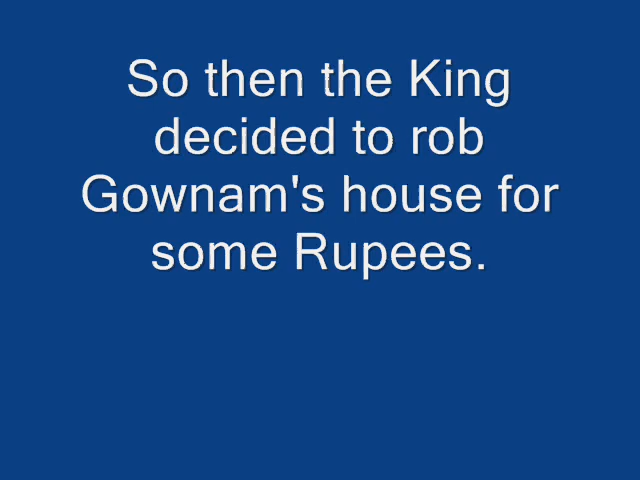 So then the King
decided to rob
Gownam's house for
some Rupees.